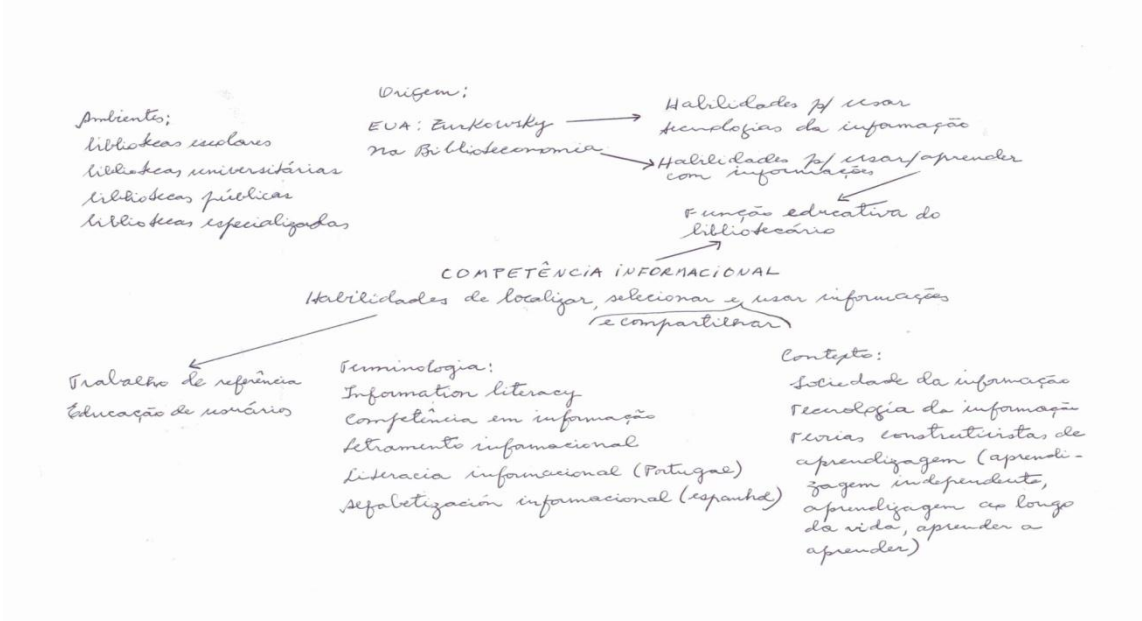 Ambientes:
bibliotecas escolares
bibliotecas universitárias
bibliotecas públicas
bibliotecas especializadas
Origem:
EUA: Zurkowsky
na Biblioteconomia
Habilidades p/ usar
tecnologias da informação
Habilidades p/ usar/aprender
com informações
Função educativa do
bibliotecário
COMPETÊNCIA INFORMACIONAL
Habilidades de localizar, selecionar e usar informações
(e compartilhar)
Trabalho de referência
Educação de usuários
Terminologia:
Information literacy
Competência em informação
Letramento informacional
Literacia informacional (Portugal)
Alfabetización informacional (espanhol)
Contexto:
Sociedade da informação
Tecnologia da informação
Teorias construtivistas de
aprendizagem (aprendi-
zagem independente,
aprendizagem ao longo
da vida, aprender a
aprender)